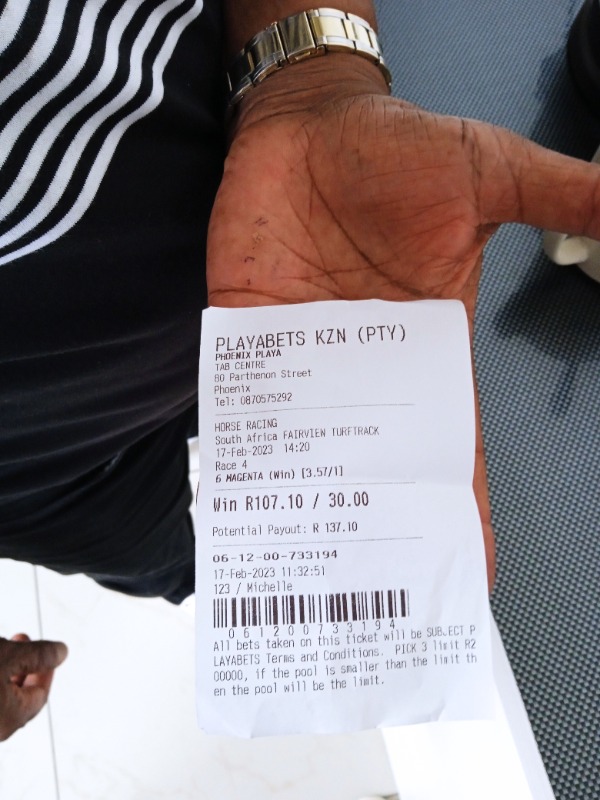 PLAYABETS KZN (PTY)
PHOENIX PLAYA
TAB CENTRE
80 Parthenon Street
Phoenix
Tel: 0870575292
HORSE RACING
South Africa FAIRVIEW TURFTRACK
17-Feb-2023 14:20
Race 4
6 MAGENTA (Win) [3.57/1]
Win R107.10 / 30.00
Potential Payout: R 137.10
06-12-00-733194
17-Feb-2023 11:32:51
123 / Michelle
061200733194
All bets taken on this ticket will be SUBJECT P
LAYABETS Terms and Conditions. PICK 3 limit R2
00000, if the pool is smaller than the limit th
en the pool will be the limit.